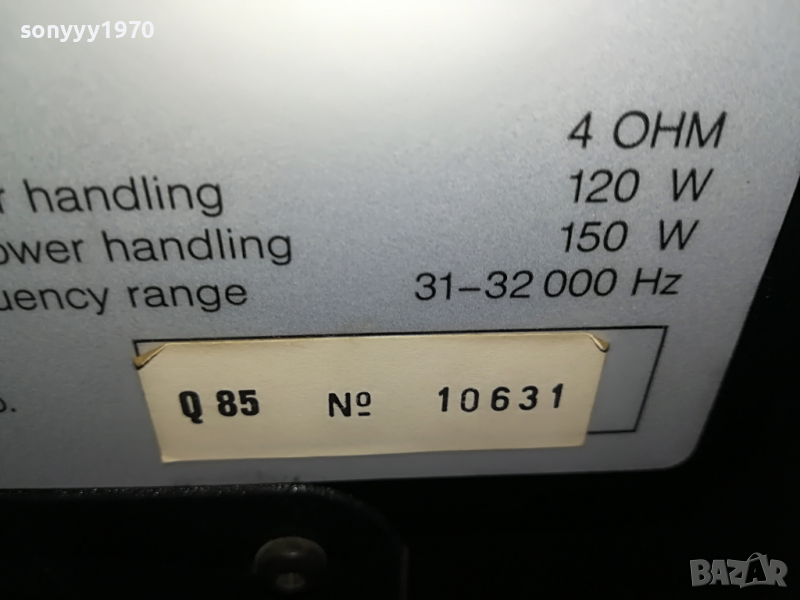 sonyyy1970
4 OHM
r handling 120 W
ower handling 150 W
uency range 31–32 000 Hz
Q 85 Nº 10631
BAZAR